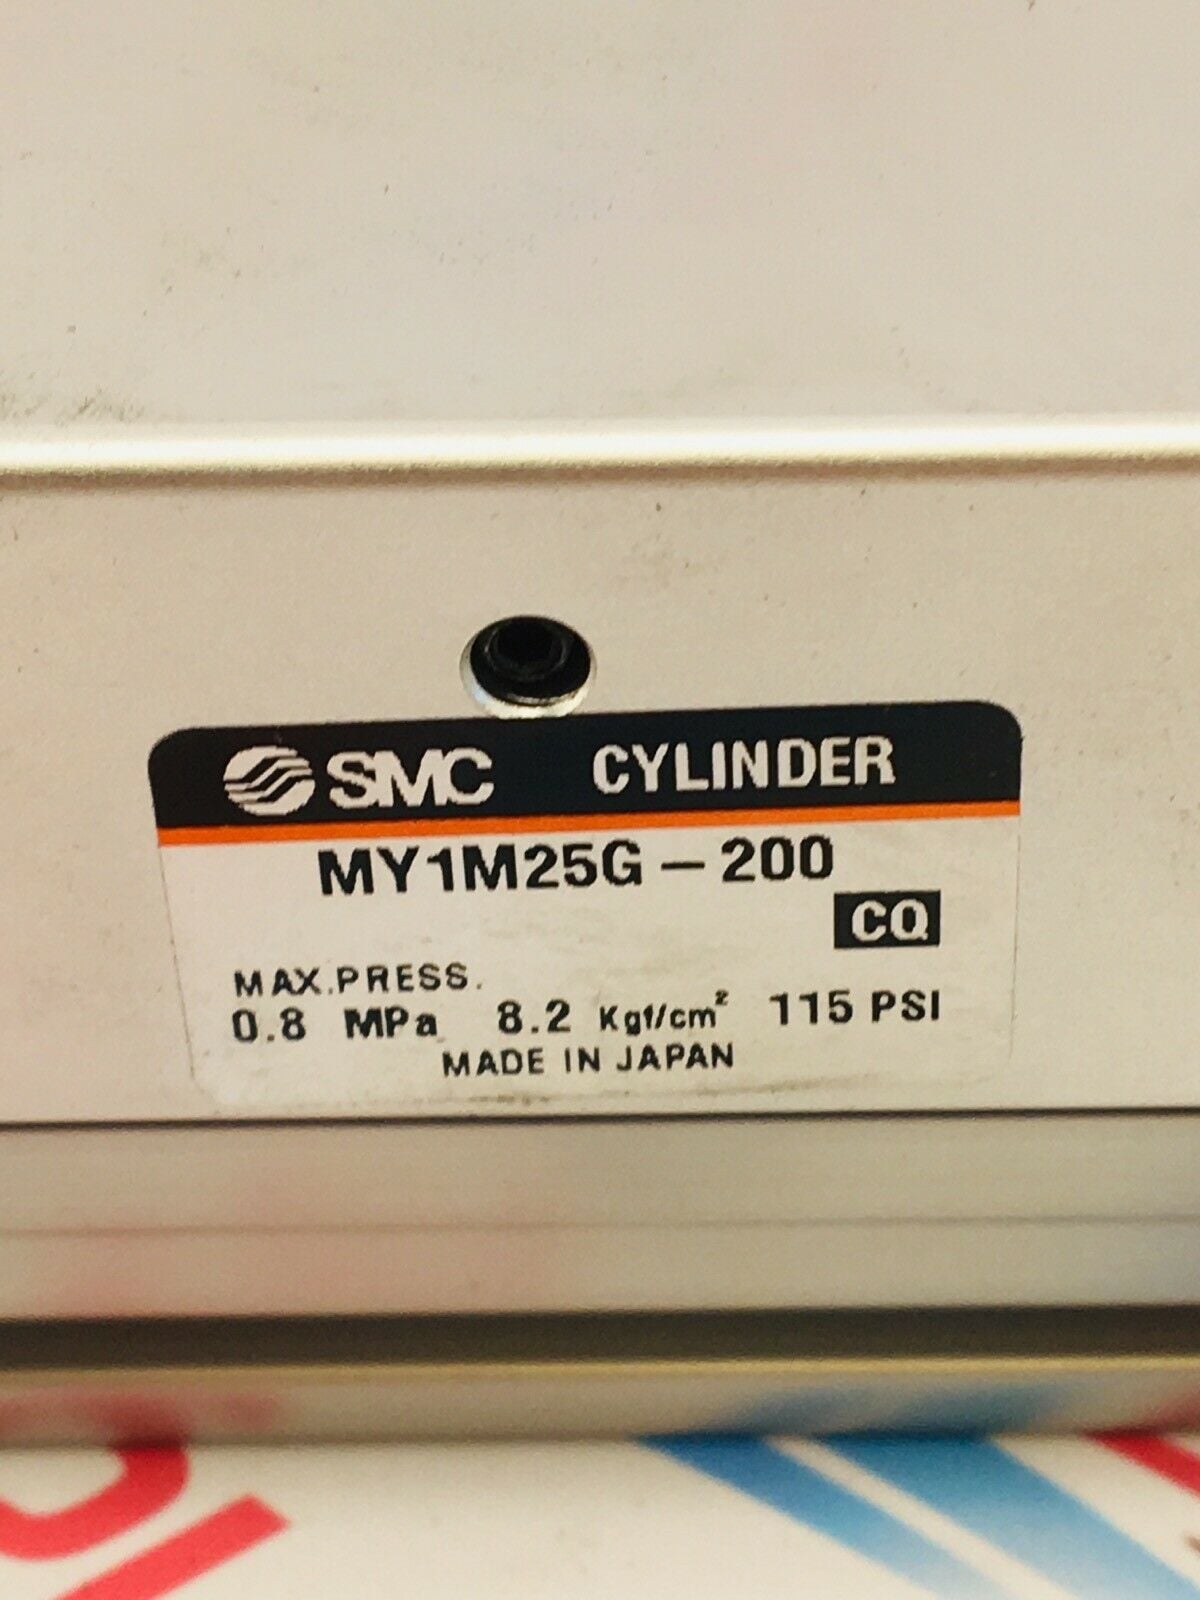 SMC CYLINDER
MY1M25G-200
CQ
MAX.PRESS.
0.8 MPa 8.2 Kgf/cm² 115 PSI
MADE IN JAPAN